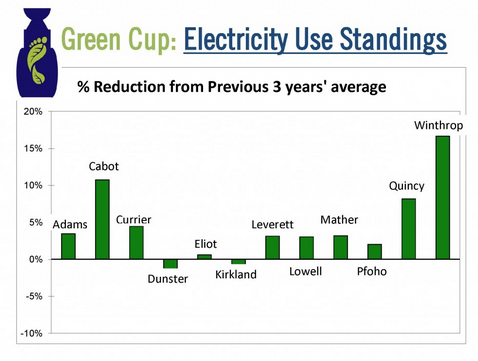 Green Cup: Electricity Use Standings
% Reduction from Previous 3 years' average
20%
15%
10%
5%
0%
-5%
-10%
Adams
Cabot
Currier
Dunster
Eliot
Kirkland
Leverett
Lowell
Mather
Pfoho
Quincy
Winthrop